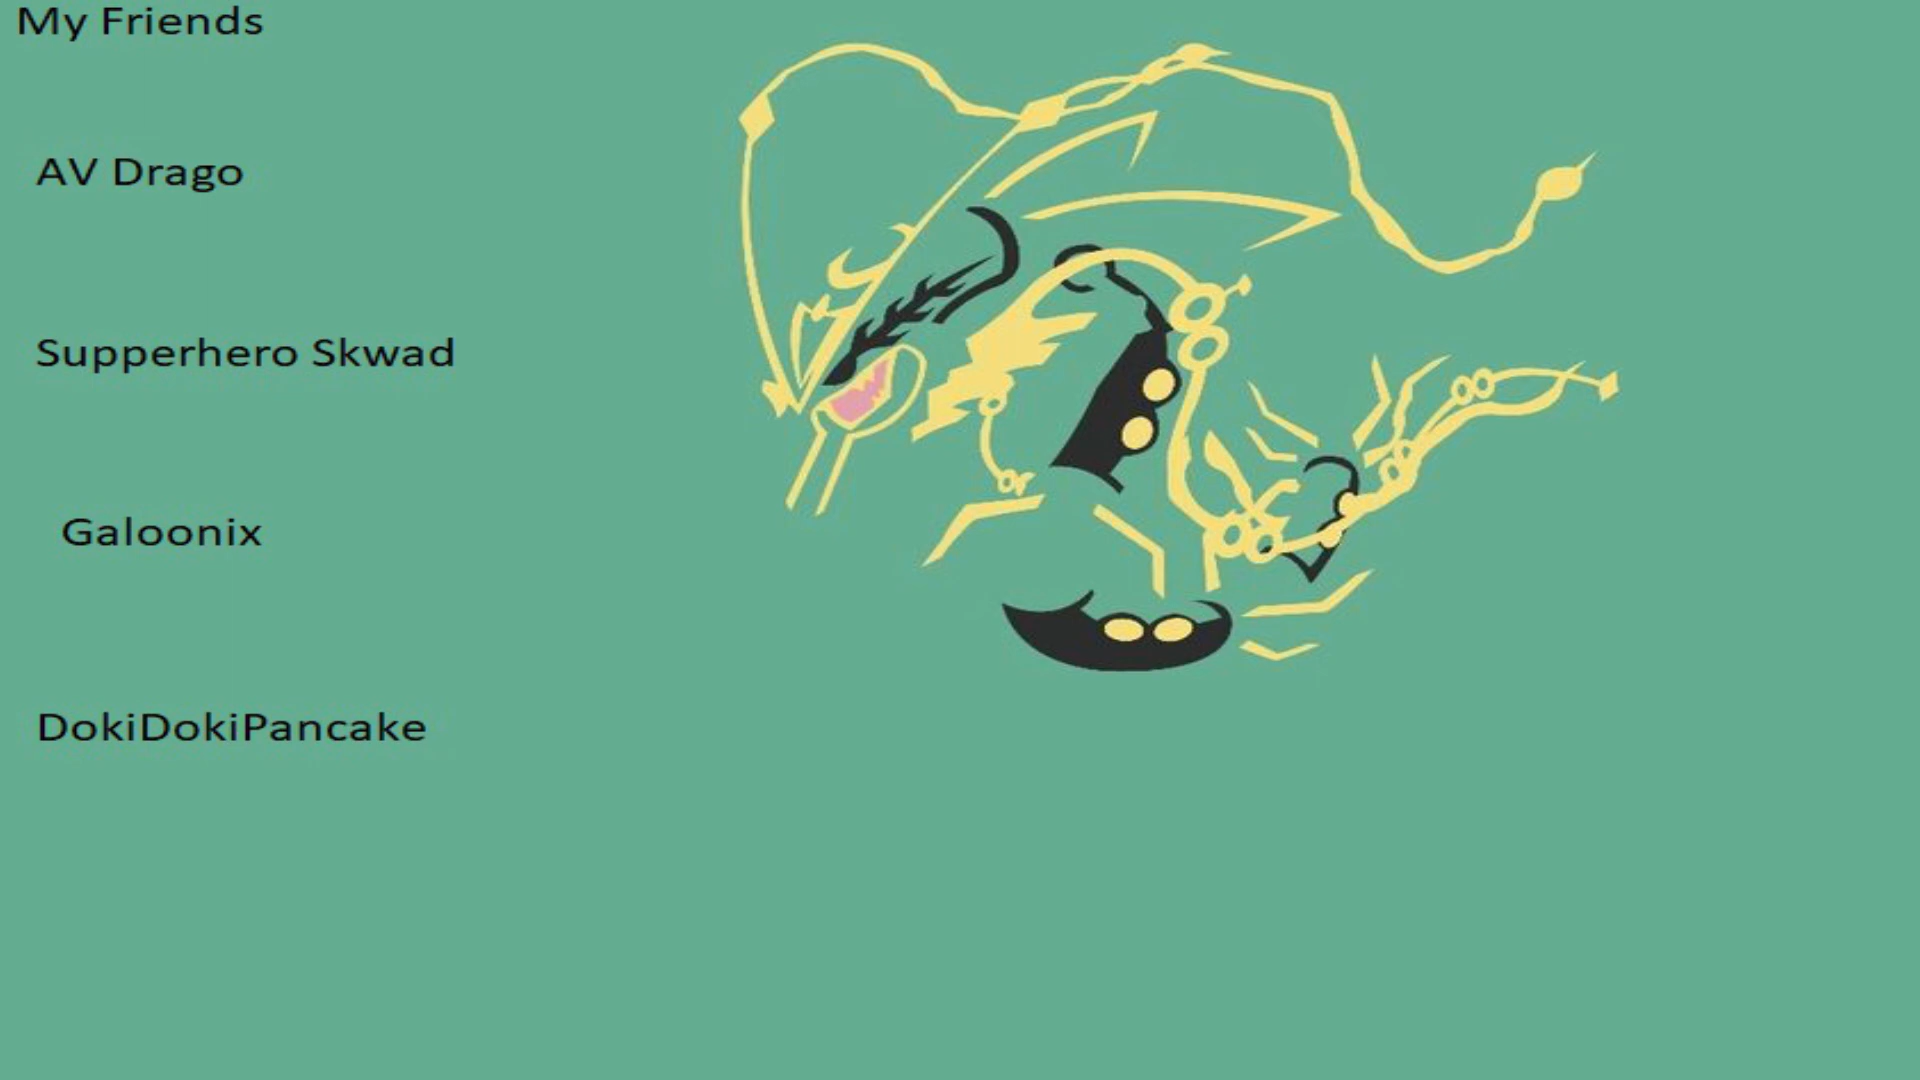 My Friends
AV Drago
Supperhero Skwad
Galoonix
DokiDokiPancake